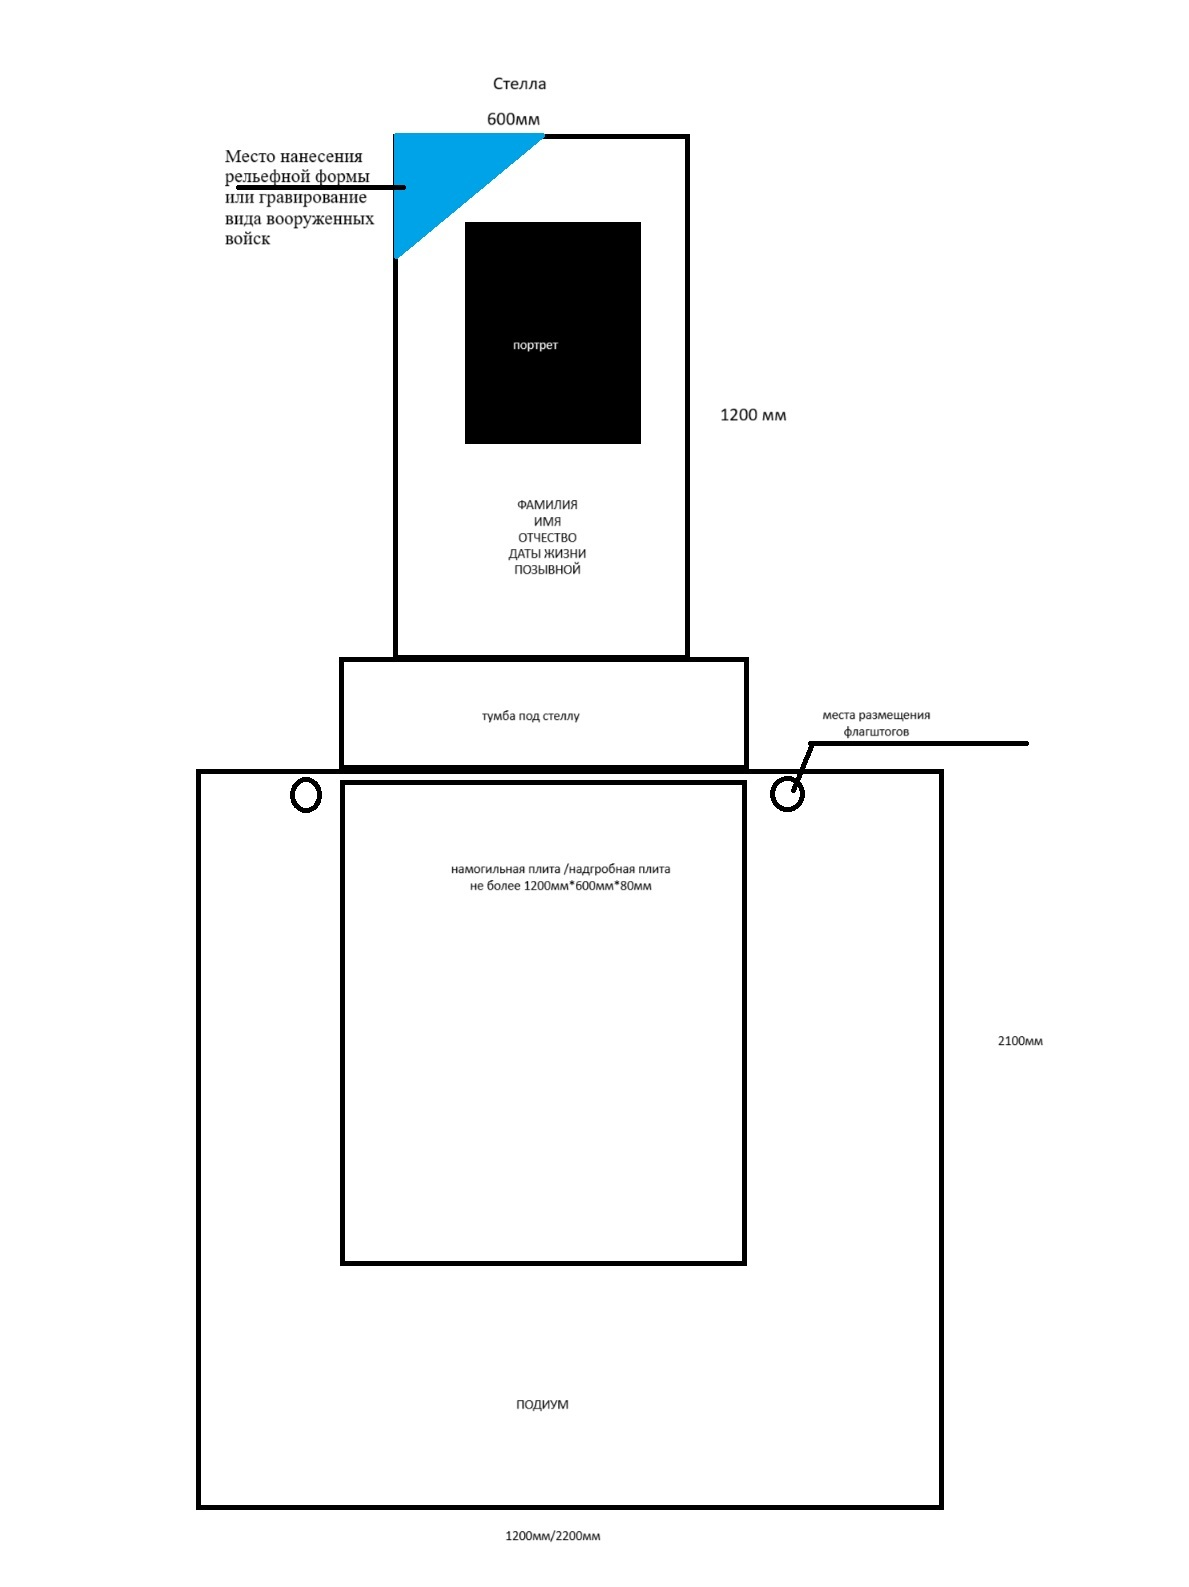 Стелла
600мм
Место нанесения
рельефной формы
или гравирование
вида вооруженных
войск
портрет
1200 мм
ФАМИЛИЯ
ИМЯ
ОТЧЕСТВО
ДАТЫ ЖИЗНИ
ПОЗЫВНОЙ
тумба под стеллу
места размещения
флагштогов
намогильная плита /надгробная плита
не более 1200мм*600мм*80мм
2100мм
ПОДИУМ
1200мм/2200мм